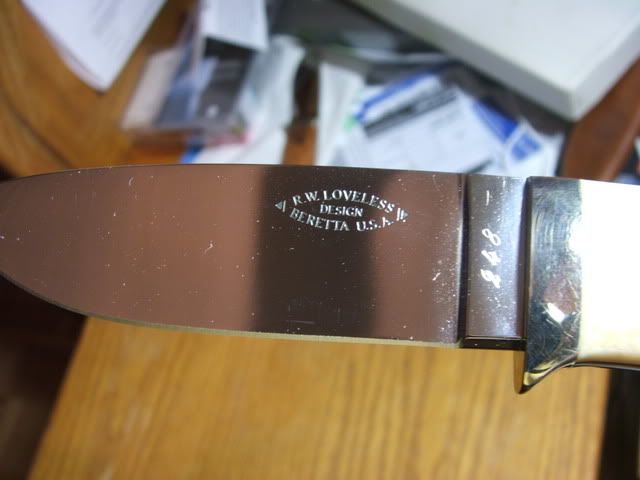 R.W. LOVELESS
DESIGN
BERETTA U.S.A.
248